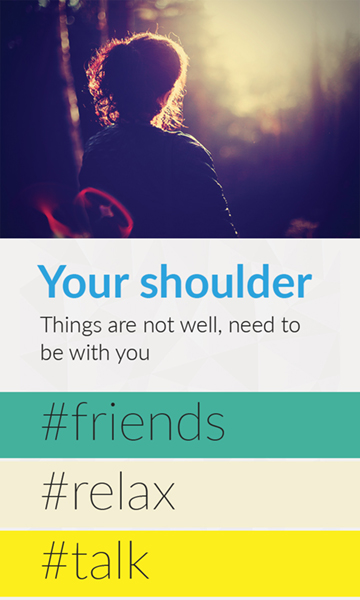 Your shoulder
Things are not well, need to
be with you
#friends
#relax
#talk